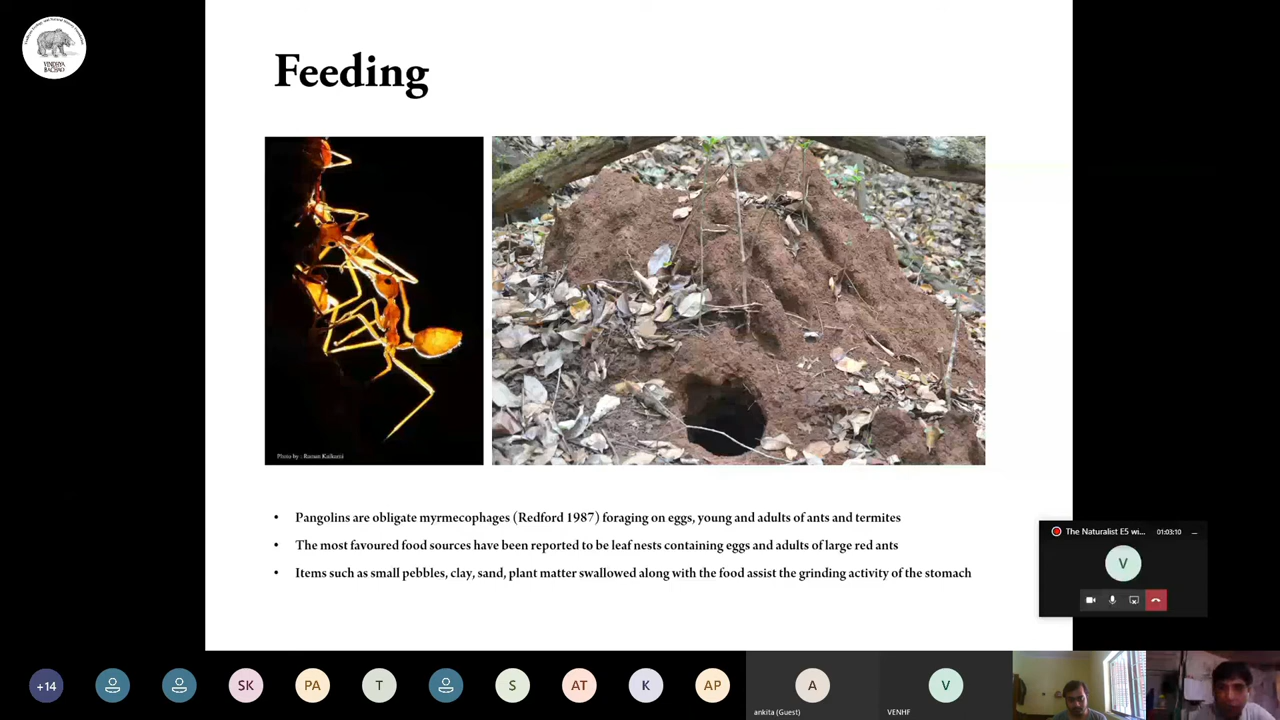 VINDHYA
BACHAO
Feeding
Photo by : Raman Kulkarni
• Pangolins are obligate myrmecophages (Redford 1987) foraging on eggs, young and adults of ants and termites
• The most favoured food sources have been reported to be leaf nests containing eggs and adults of large red ants
• Items such as small pebbles, clay, sand, plant matter swallowed along with the food assist the grinding activity of the stomach
The Naturalist E5 wi... 01:03:10
V
+14
SK
PA
T
S
AT
K
AP
A
V
ankita (Guest)
VENHF